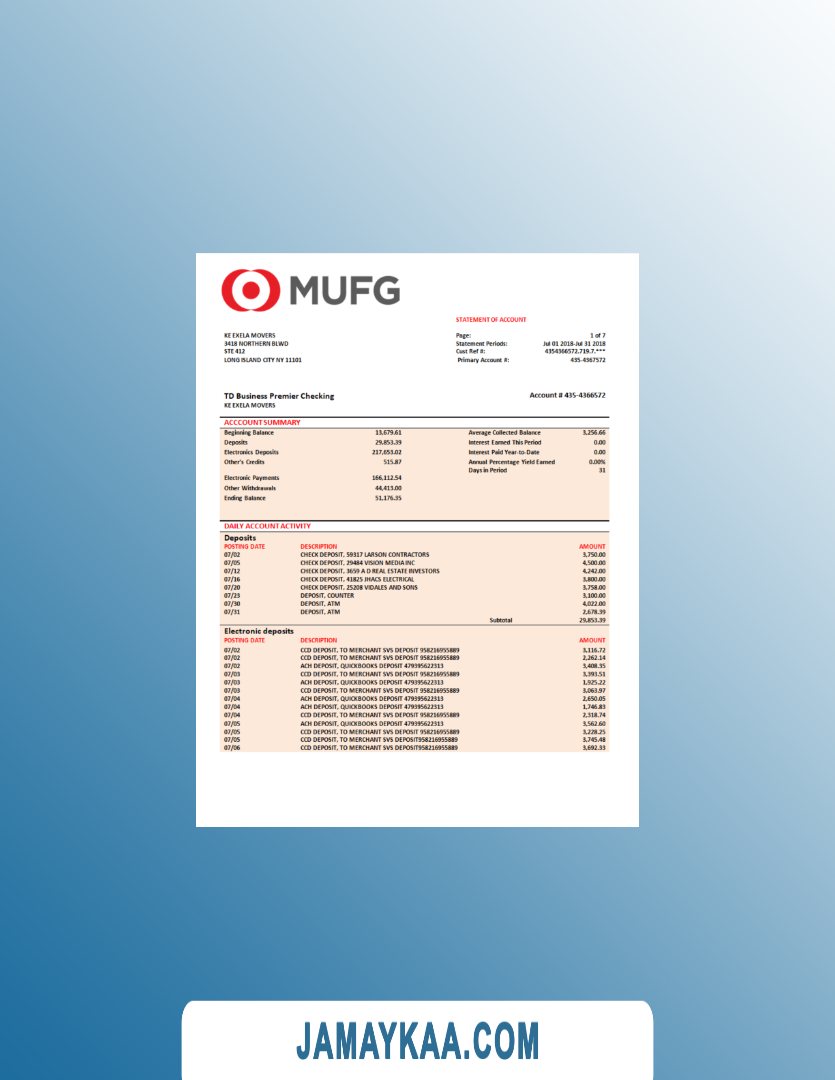 MUFG
STATEMENT OF ACCOUNT
KE EXELA MOVERS
3418 NORTHERN BLWD
STE 412
LONG ISLAND CITY NY 11101
Page: 1 of 7
Statement Periods: Jul 01 2018-Jul 31 2018
Cust Ref #: 4354366572.719.7.***
Primary Account #: 435-4367572
TD Business Premier Checking
Account # 435-4366572
KE EXELA MOVERS
ACCCOUNT SUMMARY
Beginning Balance 13,679.61 Average Collected Balance 3,256.66
Deposits 29,853.39 Interest Earned This Period 0.00
Electronics Deposits 217,653.02 Interest Paid Year-to-Date 0.00
Other's Credits 515.87 Annual Percentage Yield Earned 0.00%
Days in Period 31
Electronic Payments 166,112.54
Other Withdrawals 44,413.00
Ending Balance 51,176.35
DAILY ACCOUNT ACTIVITY
Deposits
POSTING DATE DESCRIPTION AMOUNT
07/02 CHECK DEPOSIT, 59317 LARSON CONTRACTORS 3,750.00
07/05 CHECK DEPOSIT, 29484 VISION MEDIA INC 4,500.00
07/12 CHECK DEPOSIT, 3659 A D REAL ESTATE INVESTORS 4,242.00
07/16 CHECK DEPOSIT, 41825 JHACS ELECTRICAL 3,800.00
07/20 CHECK DEPOSIT, 25208 VIDALES AND SONS 3,758.00
07/23 DEPOSIT, COUNTER 3,100.00
07/30 DEPOSIT, ATM 4,022.00
07/31 DEPOSIT, ATM 2,678.39
Subtotal 29,853.39
Electronic deposits
POSTING DATE DESCRIPTION AMOUNT
07/02 CCD DEPOSIT, TO MERCHANT SVS DEPOSIT 958216955889 3,116.72
07/02 CCD DEPOSIT, TO MERCHANT SVS DEPOSIT 958216955889 2,262.14
07/02 ACH DEPOSIT, QUICKBOOKS DEPOSIT 479395622313 3,408.35
07/03 CCD DEPOSIT, TO MERCHANT SVS DEPOSIT 958216955889 3,393.51
07/03 ACH DEPOSIT, QUICKBOOKS DEPOSIT 479395622313 1,925.22
07/03 CCD DEPOSIT, TO MERCHANT SVS DEPOSIT 958216955889 3,063.97
07/04 ACH DEPOSIT, QUICKBOOKS DEPOSIT 479395622313 2,650.05
07/04 ACH DEPOSIT, QUICKBOOKS DEPOSIT 479395622313 1,746.83
07/04 CCD DEPOSIT, TO MERCHANT SVS DEPOSIT 958216955889 2,318.74
07/05 ACH DEPOSIT, QUICKBOOKS DEPOSIT 479395622313 3,562.60
07/05 CCD DEPOSIT, TO MERCHANT SVS DEPOSIT 958216955889 3,228.25
07/05 CCD DEPOSIT, TO MERCHANT SVS DEPOSIT958216955889 3,745.48
07/06 CCD DEPOSIT, TO MERCHANT SVS DEPOSIT958216955889 3,692.33
JAMAYKAA.COM